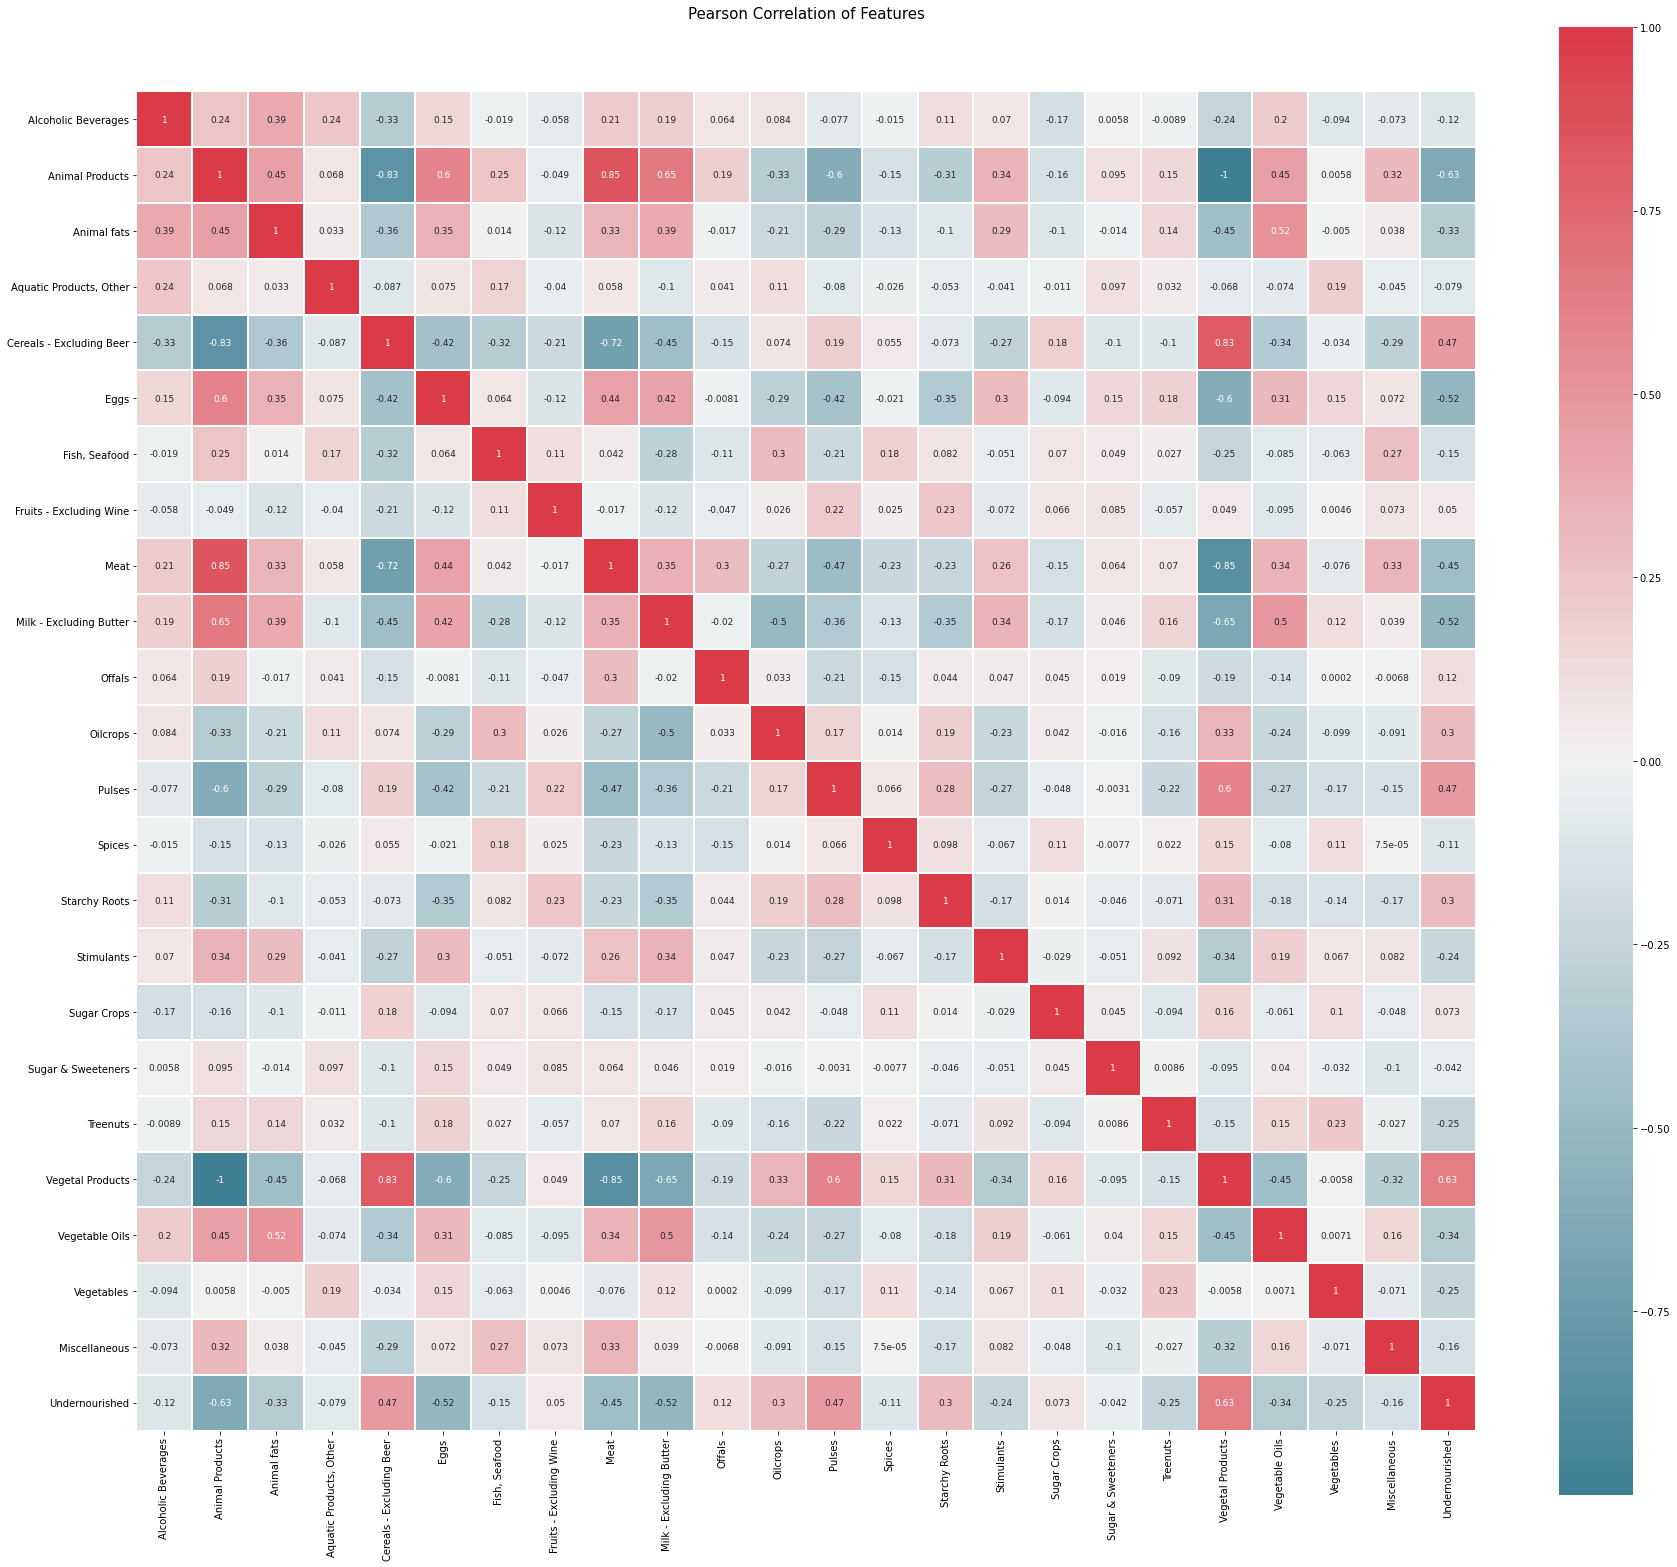 Pearson Correlation of Features
1.00
Alcoholic Beverages 1 0.24 0.39 0.24 -0.33 0.15 -0.019 -0.058 0.21 0.19 0.064 0.084 -0.077 -0.015 0.11 0.07 -0.17 0.0058 -0.0089 -0.24 0.2 -0.094 -0.073 -0.12
Animal Products 0.24 1 0.45 0.068 -0.83 0.6 0.25 -0.049 0.85 0.65 0.19 -0.33 -0.6 -0.15 -0.31 0.34 -0.16 0.095 0.15 -1 0.45 0.0058 0.32 -0.63
0.75
Animal fats 0.39 0.45 1 0.033 -0.36 0.35 0.014 -0.12 0.33 0.39 -0.017 -0.21 -0.29 -0.13 -0.1 0.29 -0.1 -0.014 0.14 -0.45 0.52 -0.005 0.038 -0.33
Aquatic Products, Other 0.24 0.068 0.033 1 -0.087 0.075 0.17 -0.04 0.058 -0.1 0.041 0.11 -0.08 -0.026 -0.053 -0.041 -0.011 0.097 0.032 -0.068 -0.074 0.19 -0.045 -0.079
Cereals - Excluding Beer -0.33 -0.83 -0.36 -0.087 1 -0.42 -0.32 -0.21 -0.72 -0.45 -0.15 0.074 0.19 0.055 -0.073 -0.27 0.18 -0.1 -0.1 0.83 -0.34 -0.034 -0.29 0.47
0.50
Eggs 0.15 0.6 0.35 0.075 -0.42 1 0.064 -0.12 0.44 0.42 -0.0081 -0.29 -0.42 -0.021 -0.35 0.3 -0.094 0.15 0.18 -0.6 0.31 0.15 0.072 -0.52
Fish, Seafood -0.019 0.25 0.014 0.17 -0.32 0.064 1 0.11 0.042 -0.28 -0.11 0.3 -0.21 0.18 0.082 -0.051 0.07 0.049 0.027 -0.25 -0.085 -0.063 0.27 -0.15
Fruits - Excluding Wine -0.058 -0.049 -0.12 -0.04 -0.21 -0.12 0.11 1 -0.017 -0.12 -0.047 0.026 0.22 0.025 0.23 -0.072 0.066 0.085 -0.057 0.049 -0.095 0.0046 0.073 0.05
Meat 0.21 0.85 0.33 0.058 -0.72 0.44 0.042 -0.017 1 0.35 0.3 -0.27 -0.47 -0.23 -0.23 0.26 -0.15 0.064 0.07 -0.85 0.34 -0.076 0.33 -0.45
0.25
Milk - Excluding Butter 0.19 0.65 0.39 -0.1 -0.45 0.42 -0.28 -0.12 0.35 1 -0.02 -0.5 -0.36 -0.13 -0.35 0.34 -0.17 0.046 0.16 -0.65 0.5 0.12 0.039 -0.52
Offals 0.064 0.19 -0.017 0.041 -0.15 -0.0081 -0.11 -0.047 0.3 -0.02 1 0.033 -0.21 -0.15 0.044 0.047 0.045 0.019 -0.09 -0.19 -0.14 0.0002 -0.0068 0.12
Oilcrops 0.084 -0.33 -0.21 0.11 0.074 -0.29 0.3 0.026 -0.27 -0.5 0.033 1 0.17 0.014 0.19 -0.23 0.042 -0.016 -0.16 0.33 -0.24 -0.099 -0.091 0.3
0.00
Pulses -0.077 -0.6 -0.29 -0.08 0.19 -0.42 -0.21 0.22 -0.47 -0.36 -0.21 0.17 1 0.066 0.28 -0.27 -0.048 -0.0031 -0.22 0.6 -0.27 -0.17 -0.15 0.47
Spices -0.015 -0.15 -0.13 -0.026 0.055 -0.021 0.18 0.025 -0.23 -0.13 -0.15 0.014 0.066 1 0.098 -0.067 0.11 -0.0077 0.022 0.15 -0.08 0.11 7.5e-05 -0.11
Starchy Roots 0.11 -0.31 -0.1 -0.053 -0.073 -0.35 0.082 0.23 -0.23 -0.35 0.044 0.19 0.28 0.098 1 -0.17 0.014 -0.046 -0.071 0.31 -0.18 -0.14 -0.17 0.3
−0.25
Stimulants 0.07 0.34 0.29 -0.041 -0.27 0.3 -0.051 -0.072 0.26 0.34 0.047 -0.23 -0.27 -0.067 -0.17 1 -0.029 -0.051 0.092 -0.34 0.19 0.067 0.082 -0.24
Sugar Crops -0.17 -0.16 -0.1 -0.011 0.18 -0.094 0.07 0.066 -0.15 -0.17 0.045 0.042 -0.048 0.11 0.014 -0.029 1 0.045 -0.094 0.16 -0.061 0.1 -0.048 0.073
Sugar & Sweeteners 0.0058 0.095 -0.014 0.097 -0.1 0.15 0.049 0.085 0.064 0.046 0.019 -0.016 -0.0031 -0.0077 -0.046 -0.051 0.045 1 0.0086 -0.095 0.04 -0.032 -0.1 -0.042
−0.50
Treenuts -0.0089 0.15 0.14 0.032 -0.1 0.18 0.027 -0.057 0.07 0.16 -0.09 -0.16 -0.22 0.022 -0.071 0.092 -0.094 0.0086 1 -0.15 0.15 0.23 -0.027 -0.25
Vegetal Products -0.24 -1 -0.45 -0.068 0.83 -0.6 -0.25 0.049 -0.85 -0.65 -0.19 0.33 0.6 0.15 0.31 -0.34 0.16 -0.095 -0.15 1 -0.45 -0.0058 -0.32 0.63
Vegetable Oils 0.2 0.45 0.52 -0.074 -0.34 0.31 -0.085 -0.095 0.34 0.5 -0.14 -0.24 -0.27 -0.08 -0.18 0.19 -0.061 0.04 0.15 -0.45 1 0.0071 0.16 -0.34
Vegetables -0.094 0.0058 -0.005 0.19 -0.034 0.15 -0.063 0.0046 -0.076 0.12 0.0002 -0.099 -0.17 0.11 -0.14 0.067 0.1 -0.032 0.23 -0.0058 0.0071 1 -0.071 -0.25
−0.75
Miscellaneous -0.073 0.32 0.038 -0.045 -0.29 0.072 0.27 0.073 0.33 0.039 -0.0068 -0.091 -0.15 7.5e-05 -0.17 0.082 -0.048 -0.1 -0.027 -0.32 0.16 -0.071 1 -0.16
Undernourished -0.12 -0.63 -0.33 -0.079 0.47 -0.52 -0.15 0.05 -0.45 -0.52 0.12 0.3 0.47 -0.11 0.3 -0.24 0.073 -0.042 -0.25 0.63 -0.34 -0.25 -0.16 1
Alcoholic Beverages
Animal Products
Animal fats
Aquatic Products, Other
Cereals - Excluding Beer
Eggs
Fish, Seafood
Fruits - Excluding Wine
Meat
Milk - Excluding Butter
Offals
Oilcrops
Pulses
Spices
Starchy Roots
Stimulants
Sugar Crops
Sugar & Sweeteners
Treenuts
Vegetal Products
Vegetable Oils
Vegetables
Miscellaneous
Undernourished